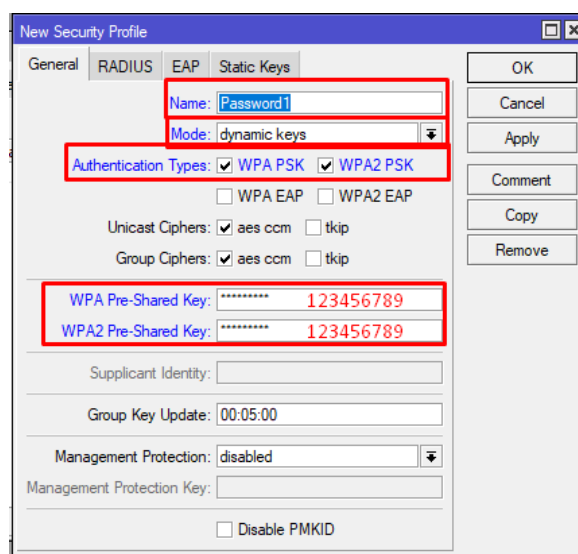 New Security Profile
General RADIUS EAP Static Keys
OK
Name: Password1
Cancel
Mode: dynamic keys
Apply
Authentication Types: WPA PSK WPA2 PSK
Comment
WPA EAP WPA2 EAP
Copy
Unicast Ciphers: aes ccm tkip
Remove
Group Ciphers: aes ccm tkip
WPA Pre-Shared Key: ********* 123456789
WPA2 Pre-Shared Key: ********* 123456789
Supplicant Identity:
Group Key Update: 00:05:00
Management Protection: disabled
Management Protection Key:
Disable PMKID